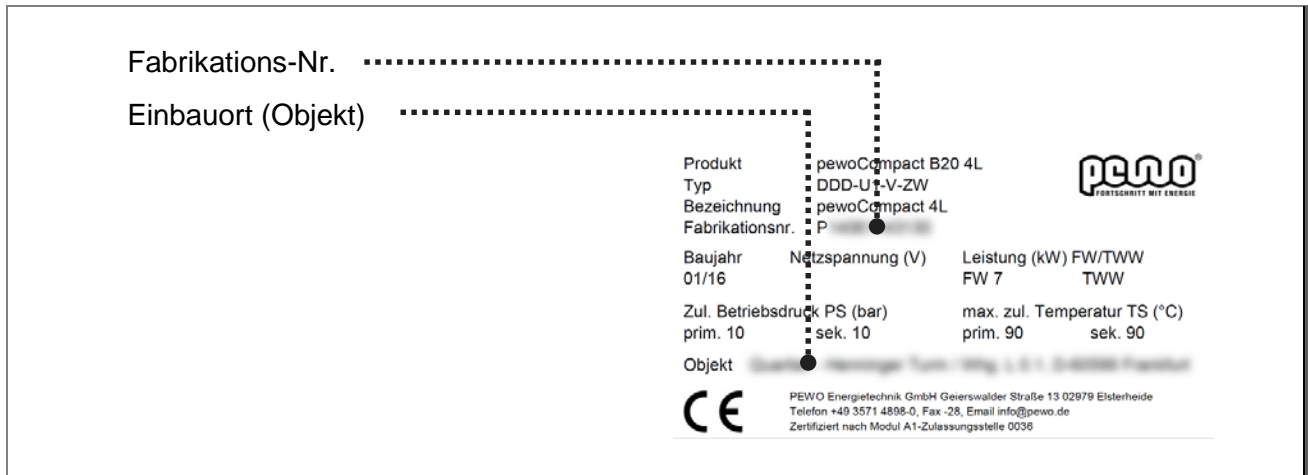 Fabrikations-Nr.
Einbauort (Objekt)
pewo®
FORTSCHRITT MIT ENERGIE
Produkt pewoCompact B20 4L
Typ DDD-U1-V-ZW
Bezeichnung pewoCompact 4L
Fabrikationsnr. P
Baujahr Netzspannung (V) Leistung (kW) FW/TWW
01/16 FW 7 TWW
Zul. Betriebsdruck PS (bar) max. zul. Temperatur TS (°C)
prim. 10 sek. 10 prim. 90 sek. 90
Objekt
CE
PEWO Energietechnik GmbH Geierswalder Straße 13 02979 Elsterheide
Telefon +49 3571 4898-0, Fax -28, Email info@pewo.de
Zertifiziert nach Modul A1-Zulassungsstelle 0036